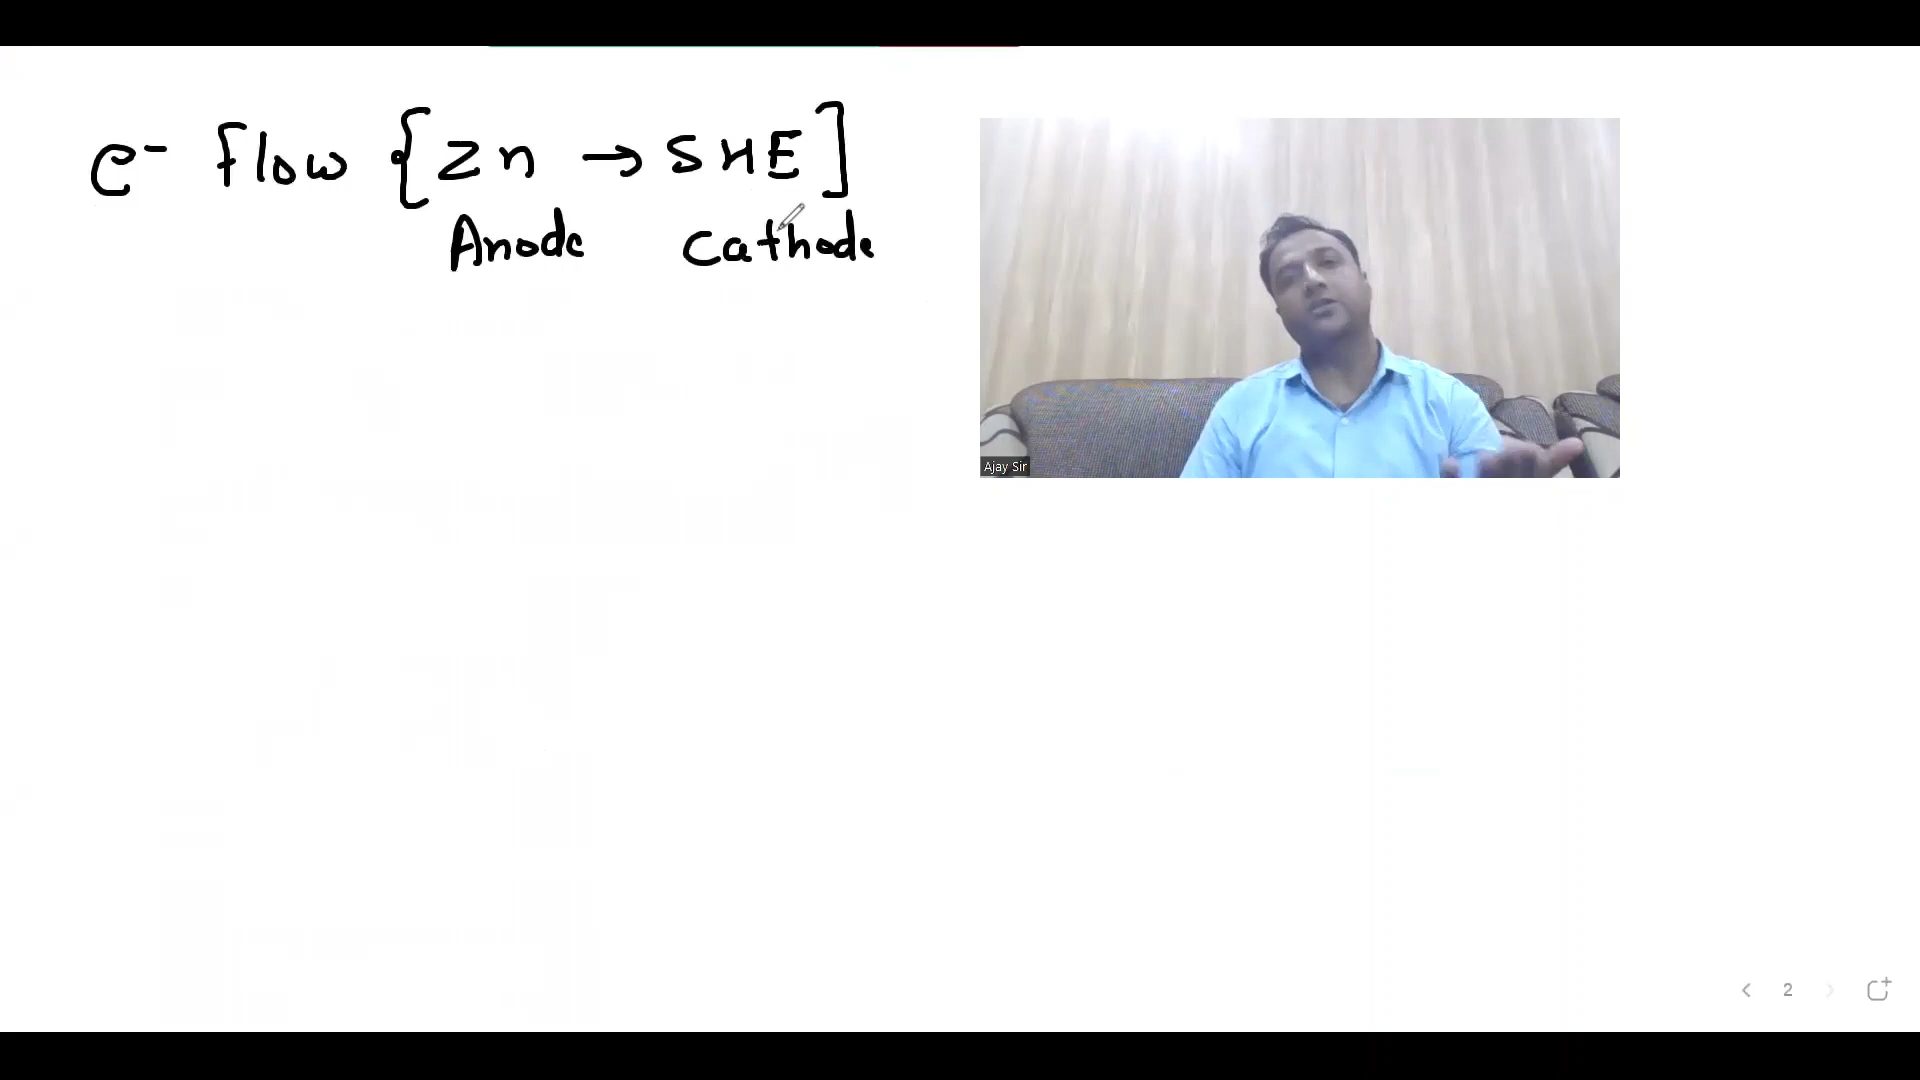 e- flow {Zn → SHE]
Anode Cathode
Ajay Sir
2